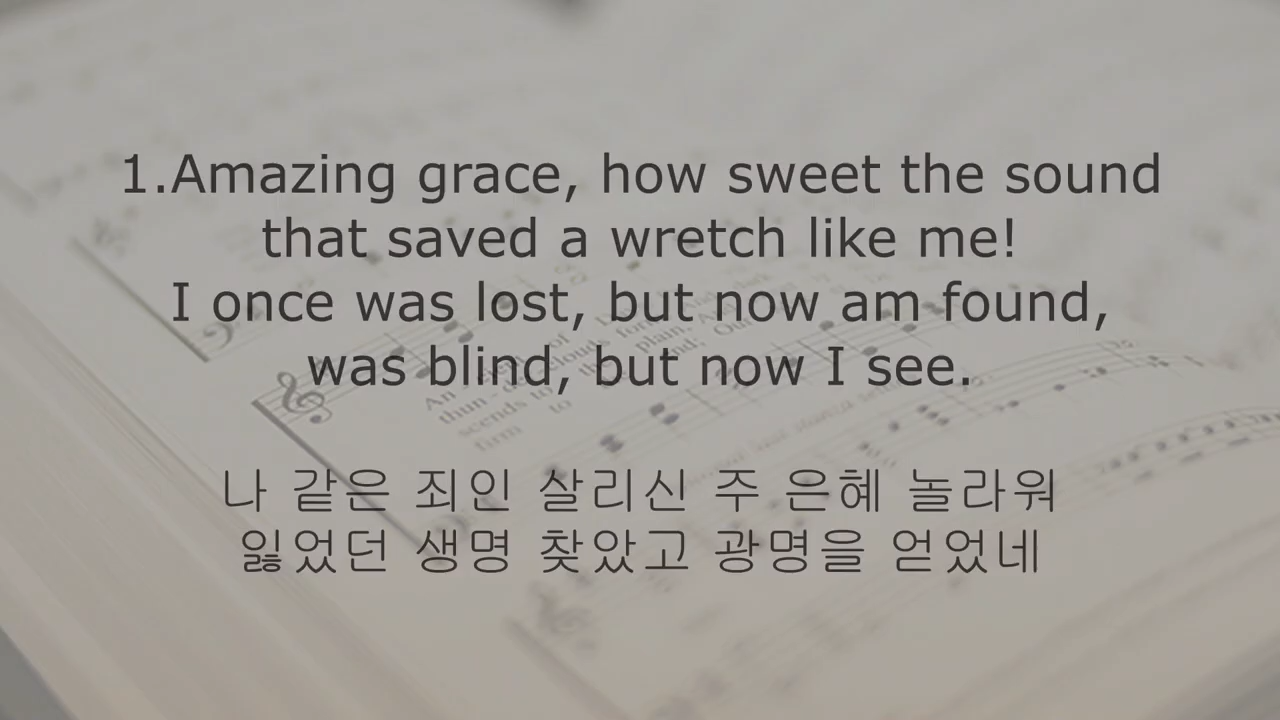 1.Amazing grace, how sweet the sound
that saved a wretch like me!
I once was lost, but now am found,
was blind, but now I see.
나 같은 죄인 살리신 주 은혜 놀라워
잃었던 생명 찾았고 광명을 얻었네